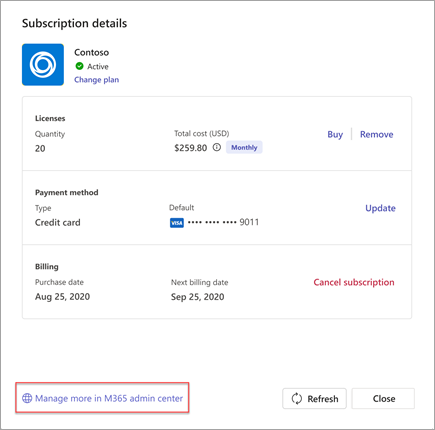 Subscription details
Contoso
Active
Change plan
Licenses
Quantity Total cost (USD)
20 $259.80 Monthly Buy Remove
Payment method
Type Default Update
Credit card VISA •••• •••• •••• 9011
Billing
Purchase date Next billing date Cancel subscription
Aug 25, 2020 Sep 25, 2020
Manage more in M365 admin center Refresh Close